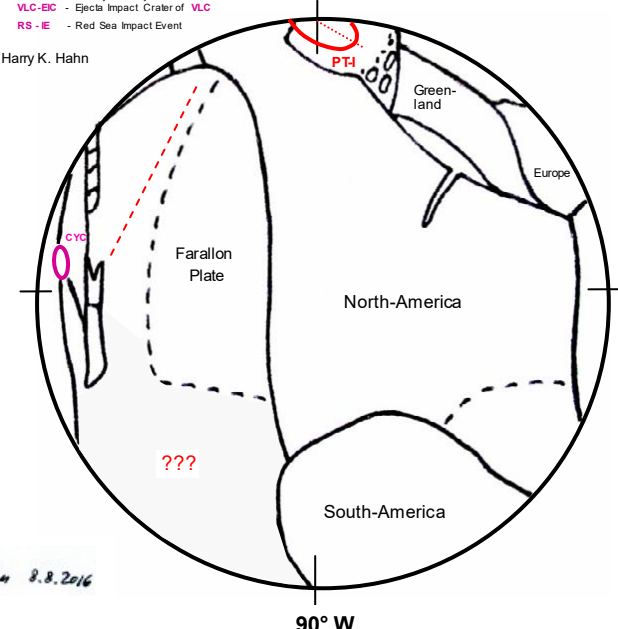 VLC-EIC - Ejecta Impact Crater of VLC
RS - IE - Red Sea Impact Event
Harry K. Hahn
PT-I
Green-
land
Europe
CYC
Farallon
Plate
North-America
???
South-America
8.8.2016
90° W